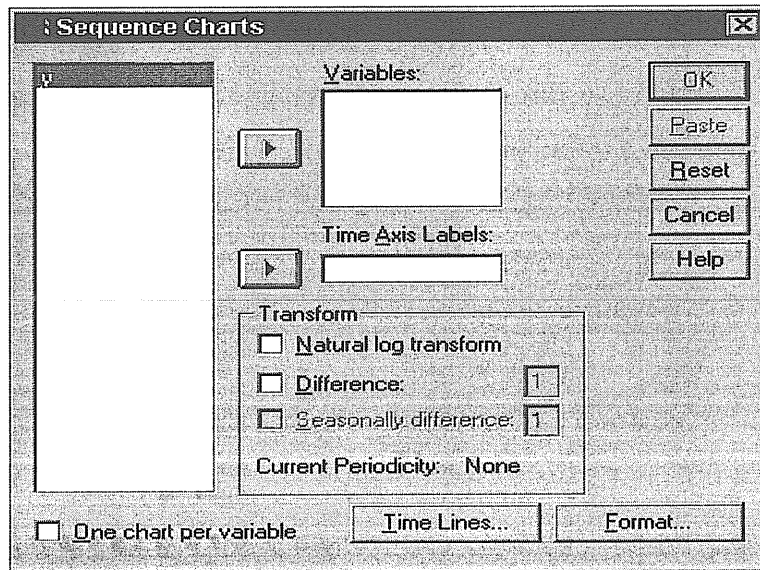 Sequence Charts
y
Variables:
Time Axis Labels:
OK
Paste
Reset
Cancel
Help
Transform
Natural log transform
Difference: 1
Seasonally difference: 1
Current Periodicity: None
One chart per variable
Time Lines...
Format...